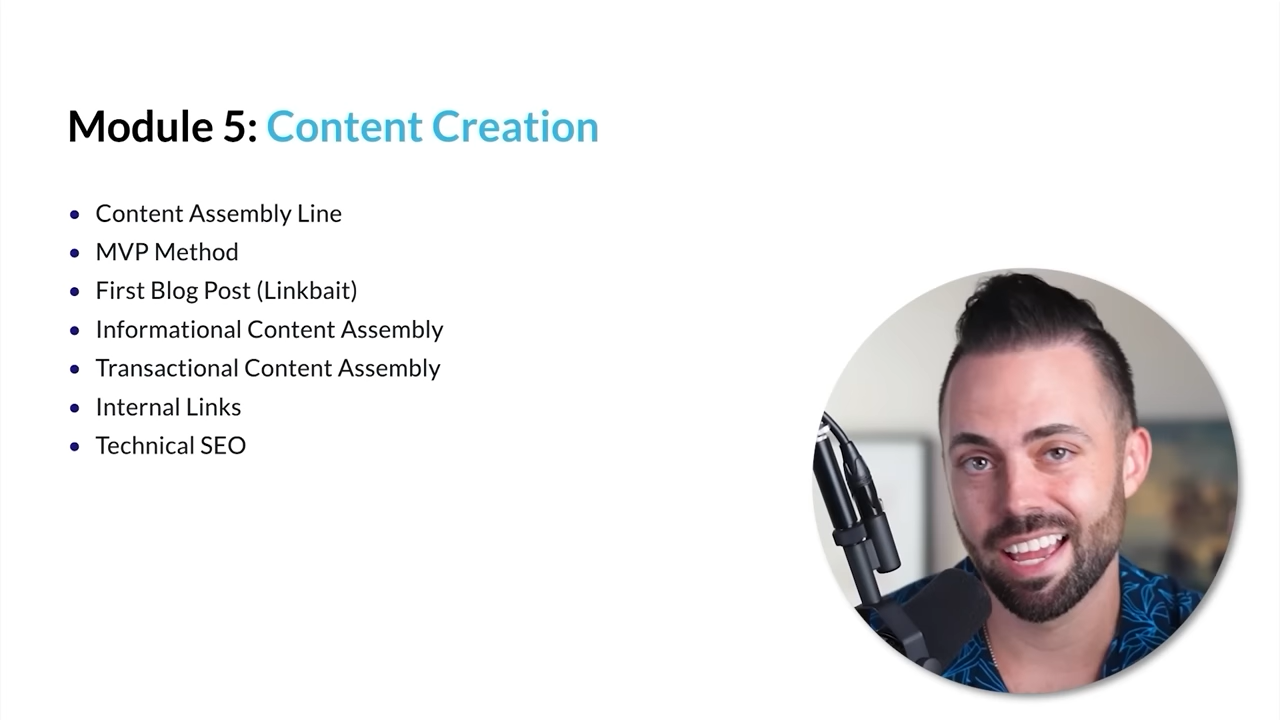 Module 5: Content Creation
• Content Assembly Line
• MVP Method
• First Blog Post (Linkbait)
• Informational Content Assembly
• Transactional Content Assembly
• Internal Links
• Technical SEO